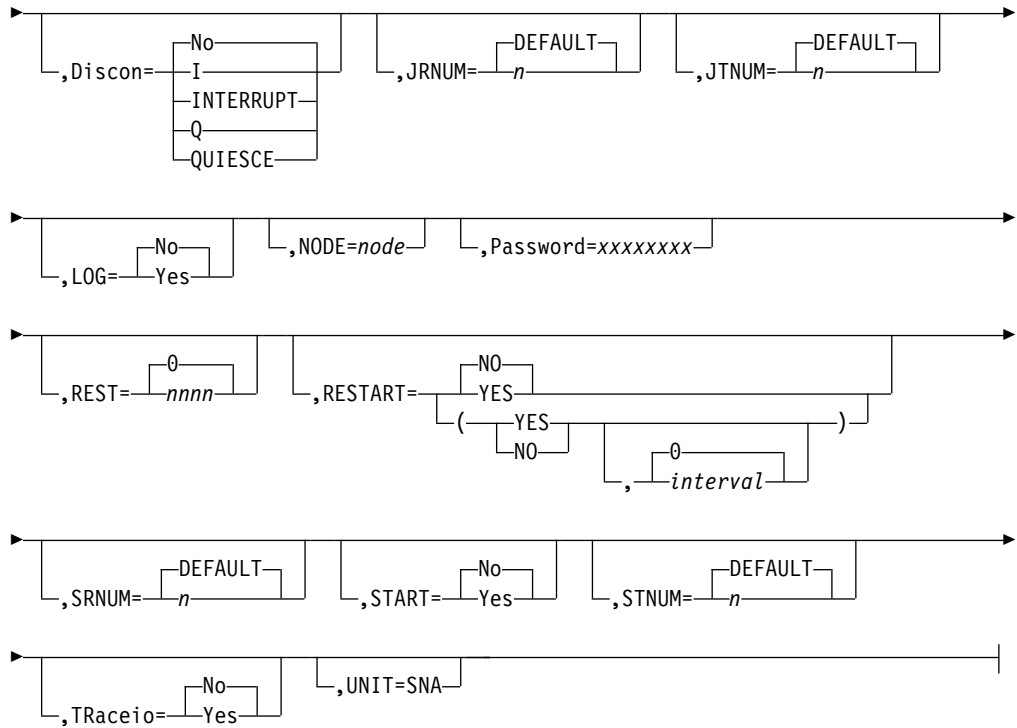 No DEFAULT DEFAULT
,Discon= I ,JRNUM= n ,JTNUM= n
INTERRUPT
Q
QUIESCE
No ,NODE=node ,Password=xxxxxxxx
,LOG= Yes
0 NO
,REST= nnnn ,RESTART= YES
( YES )
NO 0
, interval
DEFAULT No DEFAULT
,SRNUM= n ,START= Yes ,STNUM= n
No ,UNIT=SNA
,TRaceio= Yes